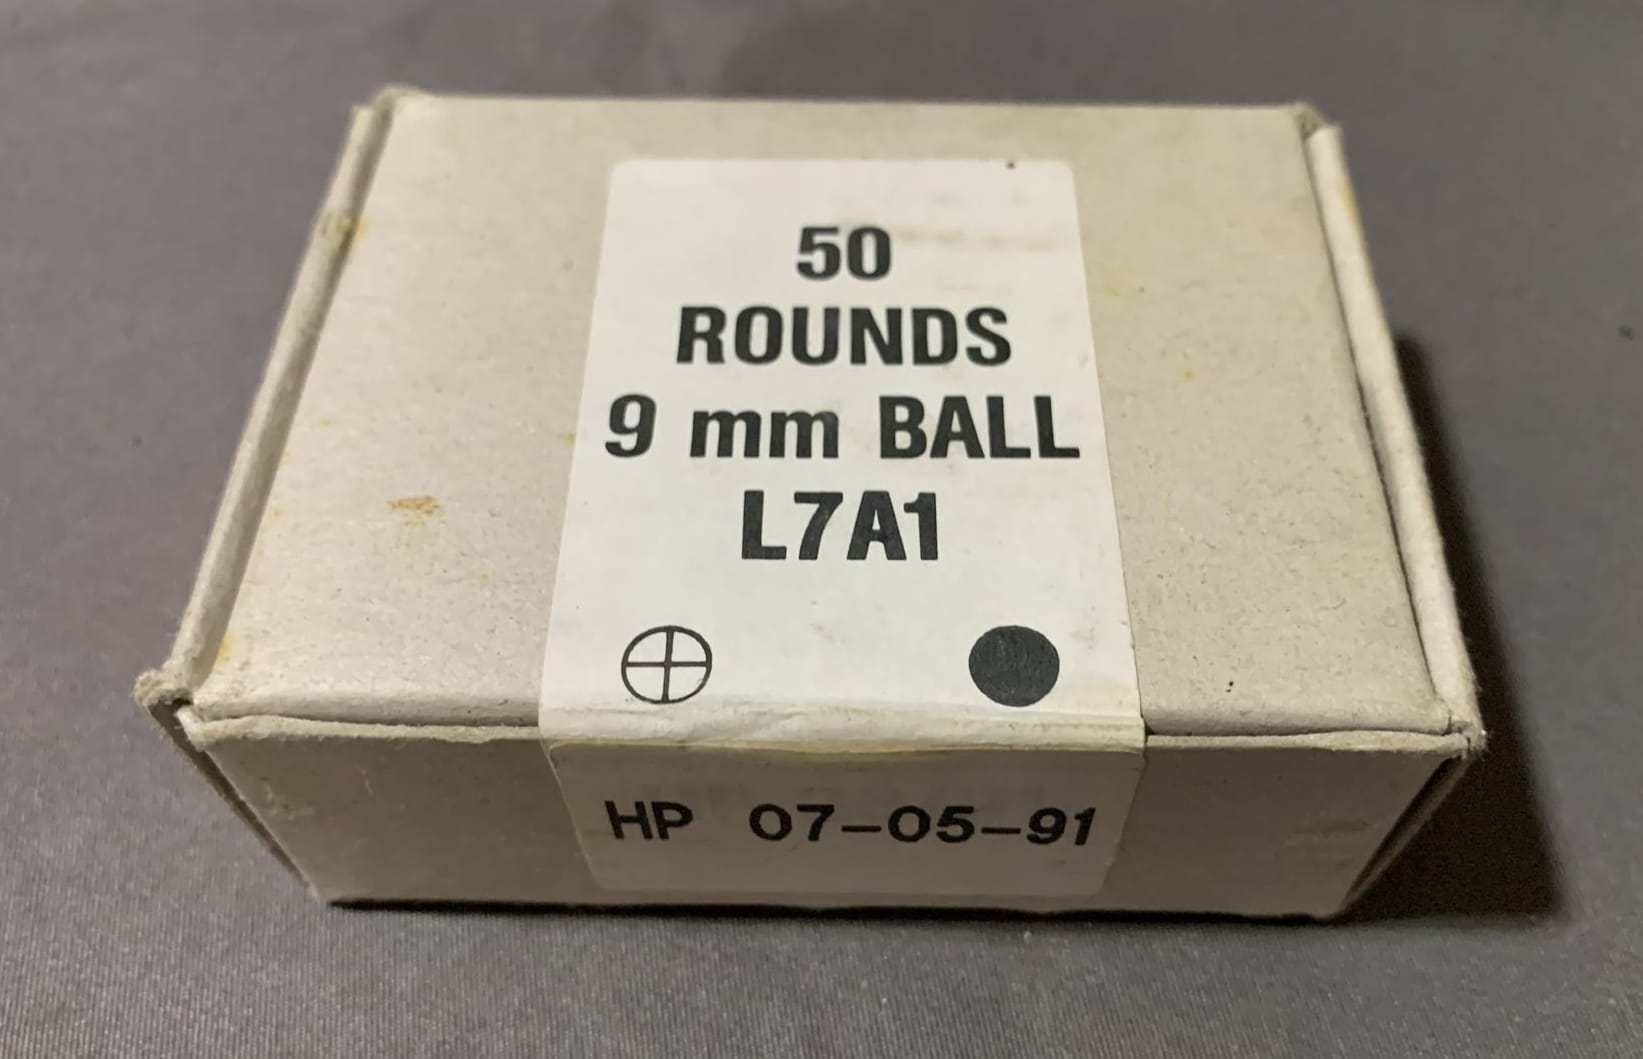 50
ROUNDS
9 mm BALL
L7A1
HP 07-05-91